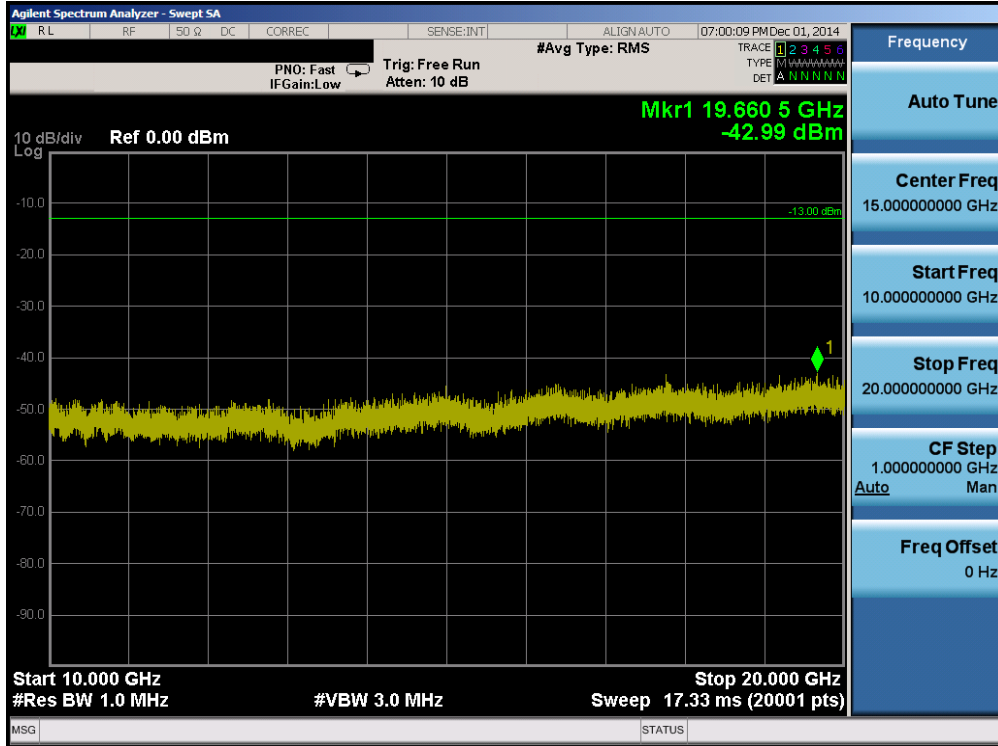 Agilent Spectrum Analyzer - Swept SA
LXI RL RF 50 Ω DC CORREC SENSE:INT ALIGN AUTO 07:00:09 PM Dec 01, 2014
#Avg Type: RMS TRACE 1 2 3 4 5 6
PNO: Fast Trig: Free Run TYPE M WWWWW
IFGain:Low Atten: 10 dB DET A N N N N N
Mkr1 19.660 5 GHz
-42.99 dBm
10 dB/div Ref 0.00 dBm
Log
-10.0
-13.00 dBm
-20.0
-30.0
-40.0
1
-50.0
-60.0
-70.0
-80.0
-90.0
Start 10.000 GHz Stop 20.000 GHz
#Res BW 1.0 MHz #VBW 3.0 MHz Sweep 17.33 ms (20001 pts)
MSG STATUS
Frequency
Auto Tune
Center Freq
15.000000000 GHz
Start Freq
10.000000000 GHz
Stop Freq
20.000000000 GHz
CF Step
1.000000000 GHz
Auto Man
Freq Offset
0 Hz